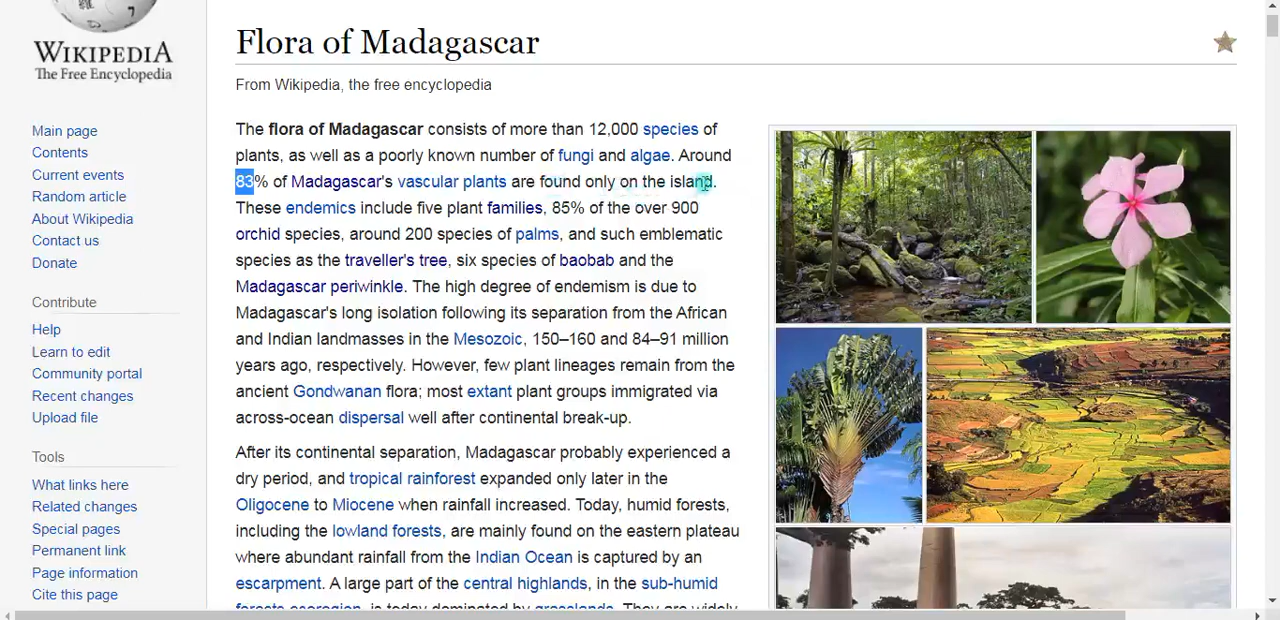 WIKIPEDIA
The Free Encyclopedia
Main page
Contents
Current events
Random article
About Wikipedia
Contact us
Donate
Contribute
Help
Learn to edit
Community portal
Recent changes
Upload file
Tools
What links here
Related changes
Special pages
Permanent link
Page information
Cite this page
Flora of Madagascar
From Wikipedia, the free encyclopedia
The flora of Madagascar consists of more than 12,000 species of
plants, as well as a poorly known number of fungi and algae. Around
83% of Madagascar's vascular plants are found only on the island.
These endemics include five plant families, 85% of the over 900
orchid species, around 200 species of palms, and such emblematic
species as the traveller's tree, six species of baobab and the
Madagascar periwinkle. The high degree of endemism is due to
Madagascar's long isolation following its separation from the African
and Indian landmasses in the Mesozoic, 150–160 and 84–91 million
years ago, respectively. However, few plant lineages remain from the
ancient Gondwanan flora; most extant plant groups immigrated via
across-ocean dispersal well after continental break-up.
After its continental separation, Madagascar probably experienced a
dry period, and tropical rainforest expanded only later in the
Oligocene to Miocene when rainfall increased. Today, humid forests,
including the lowland forests, are mainly found on the eastern plateau
where abundant rainfall from the Indian Ocean is captured by an
escarpment. A large part of the central highlands, in the sub-humid
forests ecoregion, is today dominated by grasslands. They are widely